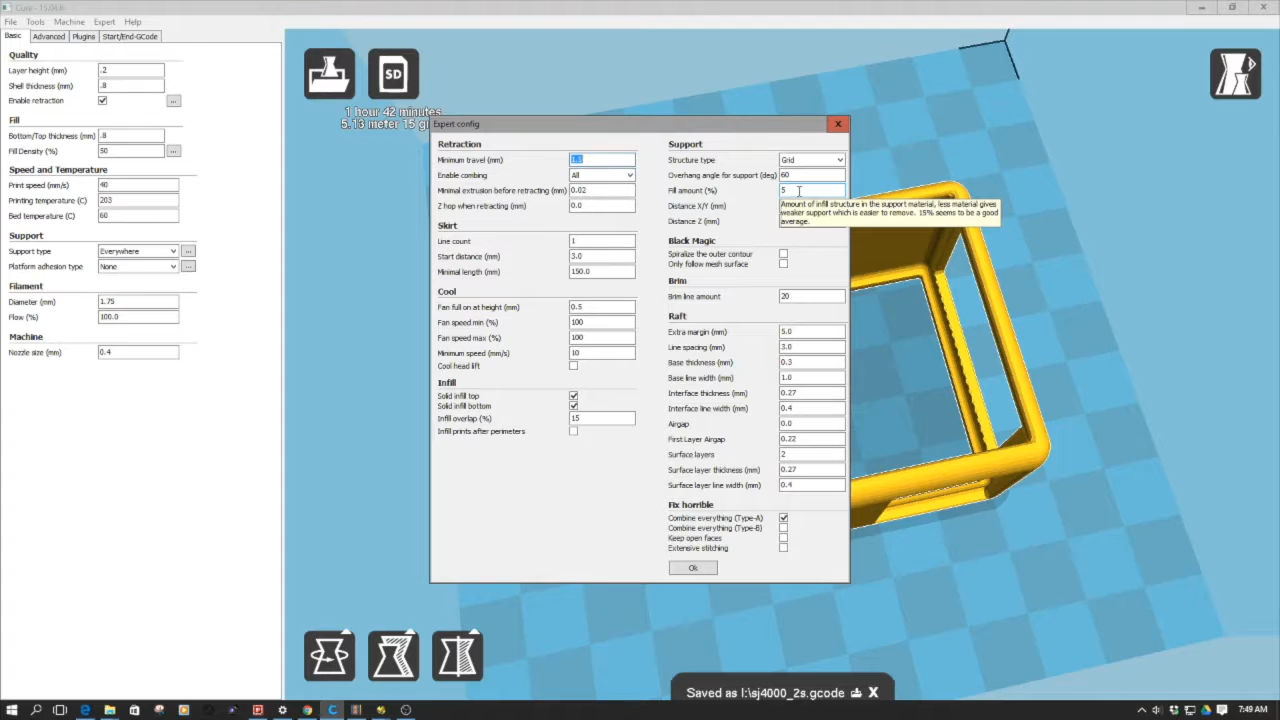 Cura - 15.04.6
File Tools Machine Expert Help
Basic Advanced Plugins Start/End-GCode
Quality
Layer height (mm) .2
Shell thickness (mm) .8
Enable retraction ...
Fill
Bottom/Top thickness (mm) .8
Fill Density (%) 50 ...
Speed and Temperature
Print speed (mm/s) 40
Printing temperature (C) 203
Bed temperature (C) 60
Support
Support type Everywhere ...
Platform adhesion type None ...
Filament
Diameter (mm) 1.75
Flow (%) 100.0
Machine
Nozzle size (mm) 0.4
SD
1 hour 42 minutes
5.13 meter 15
Expert config
Retraction
Minimum travel (mm) 1.5
Enable combing All
Minimal extrusion before retracting (mm) 0.02
Z hop when retracting (mm) 0.0
Skirt
Line count 1
Start distance (mm) 3.0
Minimal length (mm) 150.0
Cool
Fan full on at height (mm) 0.5
Fan speed min (%) 100
Fan speed max (%) 100
Minimum speed (mm/s) 10
Cool head lift
Infill
Solid infill top
Solid infill bottom
Infill overlap (%) 15
Infill prints after perimeters
Support
Structure type Grid
Overhang angle for support (deg) 60
Fill amount (%) 5
Distance X/Y (mm)
Distance Z (mm)
Amount of infill structure in the support material, less material gives
weaker support which is easier to remove. 15% seems to be a good
average.
Black Magic
Spiralize the outer contour
Only follow mesh surface
Brim
Brim line amount 20
Raft
Extra margin (mm) 5.0
Line spacing (mm) 3.0
Base thickness (mm) 0.3
Base line width (mm) 1.0
Interface thickness (mm) 0.27
Interface line width (mm) 0.4
Airgap 0.0
First Layer Airgap 0.22
Surface layers 2
Surface layer thickness (mm) 0.27
Surface layer line width (mm) 0.4
Fix horrible
Combine everything (Type-A)
Combine everything (Type-B)
Keep open faces
Extensive stitching
Ok
Saved as I:\sj4000_2s.gcode X
7:49 AM